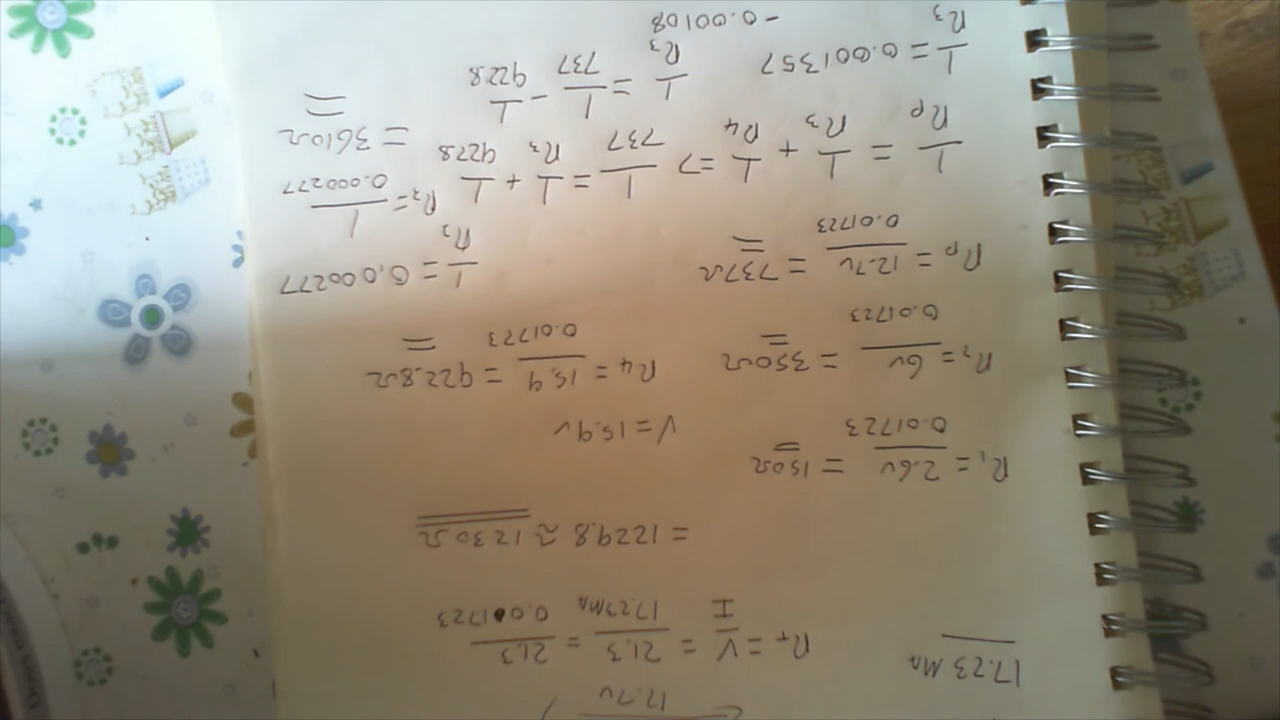 12.7v
17.23 MA
RT = V/I = 21.3/17.23MA = 21.3/0.01723
= 1229.8 ≈ 1230Ω
R1 = 2.6v/0.01723 = 150Ω
V = 15.9v
R2 = 6v/0.01723 = 350Ω
R4 = 15.9/0.01723 = 922.8Ω
Rp = 12.7v/0.01723 = 737Ω
1/R3 = 0.000277
1/Rp = 1/R3 + 1/R4 => 1/737 = 1/R3 + 1/922.8
R3 = 1/0.000277
= 3610Ω
1/R3 = 1/737 - 1/922.8
1/R3 = 0.001357
- 0.00108